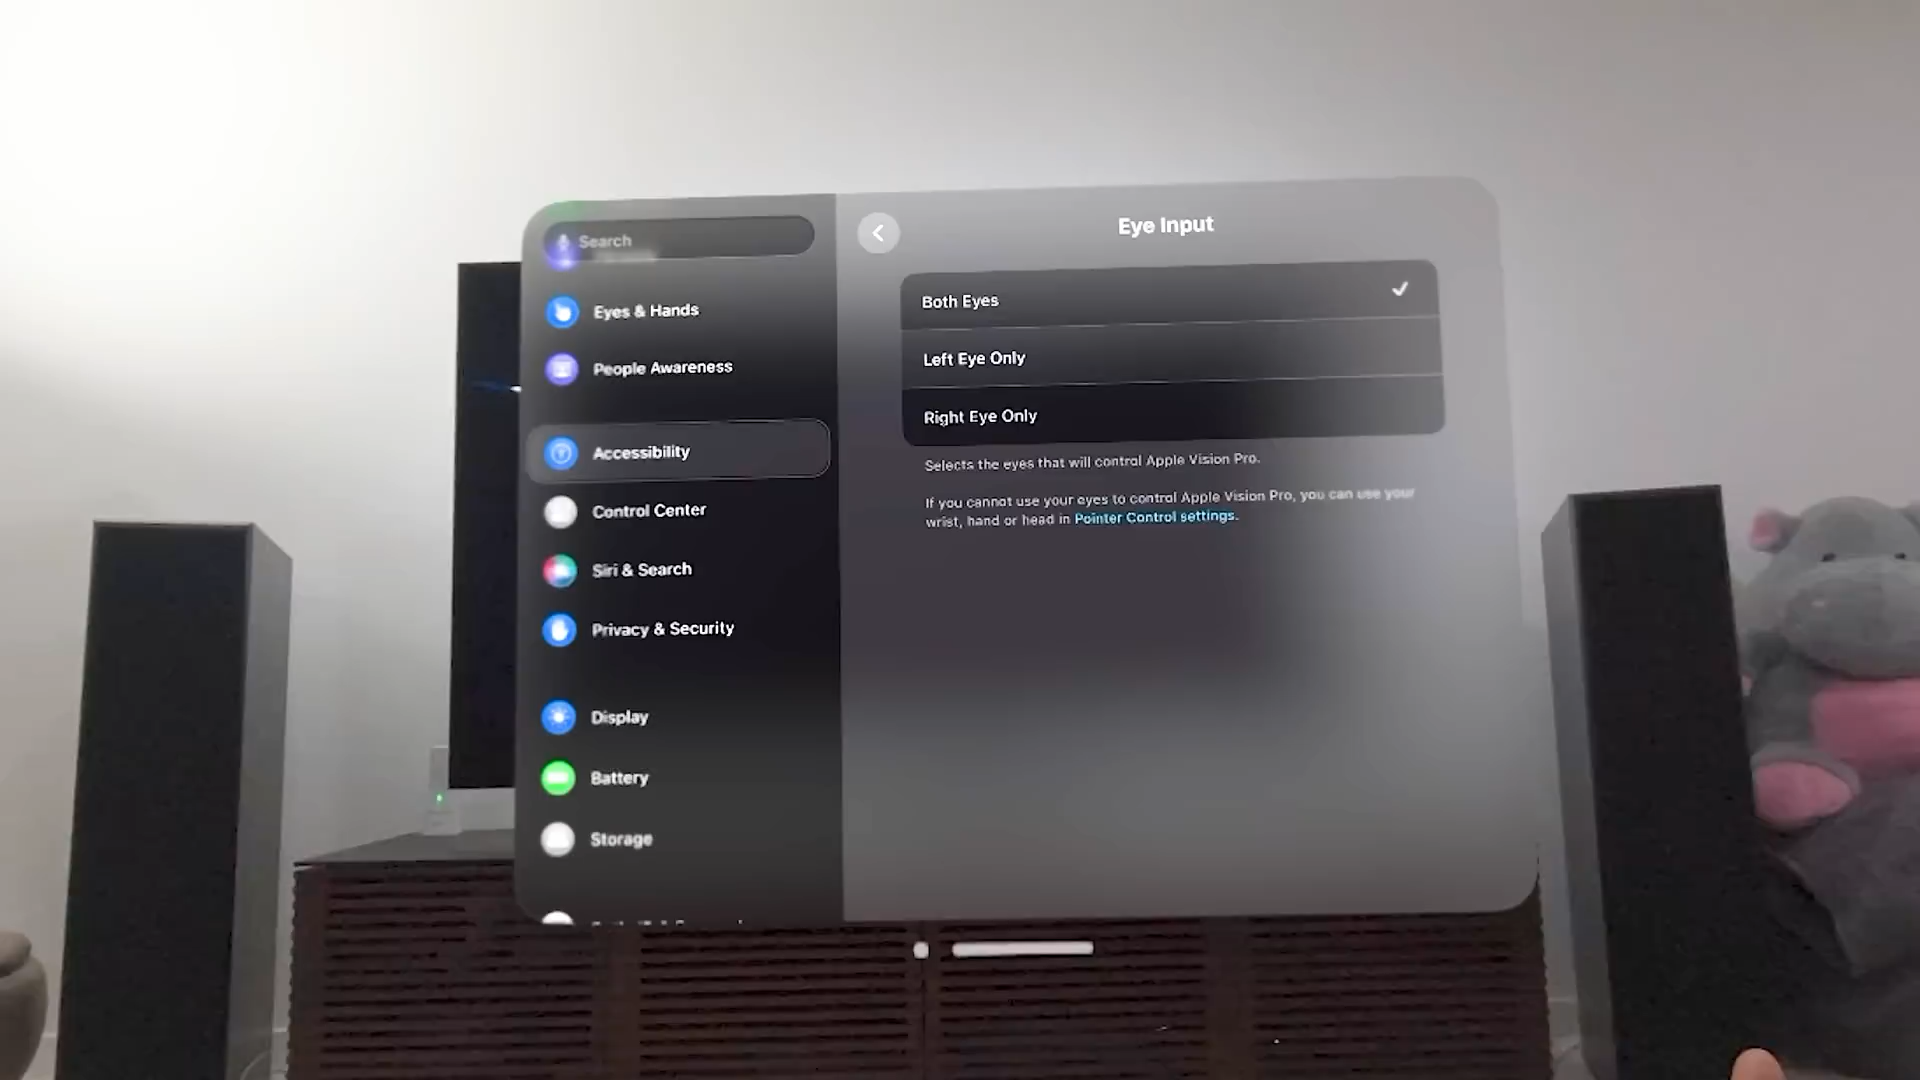 Search
Eyes & Hands
People Awareness
Accessibility
Control Center
Siri & Search
Privacy & Security
Display
Battery
Storage
Eye Input
Both Eyes
Left Eye Only
Right Eye Only
Selects the eyes that will control Apple Vision Pro.
If you cannot use your eyes to control Apple Vision Pro, you can use your
wrist, hand or head in Pointer Control settings.